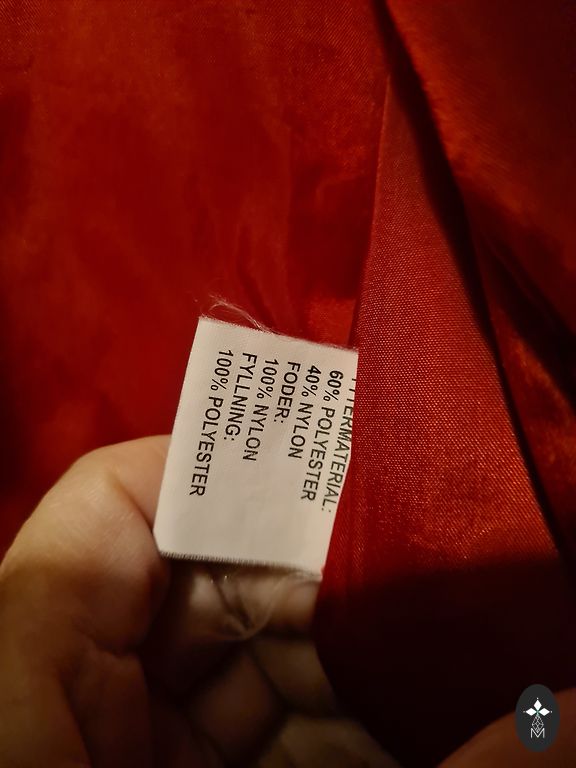 YTTERMATERIAL:
60% POLYESTER
40% NYLON
FODER:
100% NYLON
FYLLNING:
100% POLYESTER
M